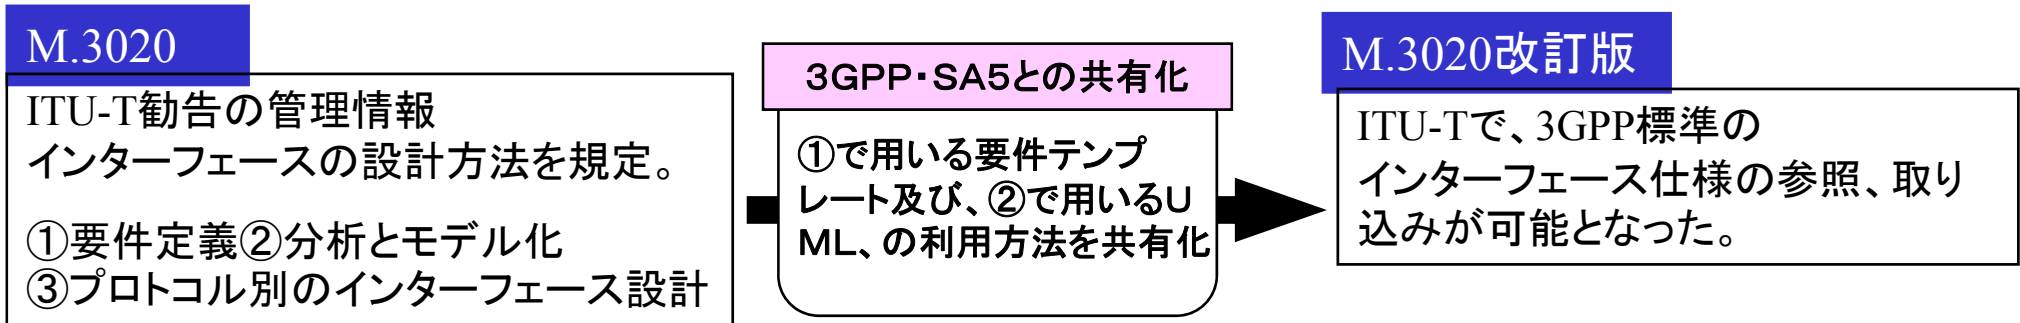 M.3020
ITU-T勧告の管理情報
インターフェースの設計方法を規定。
①要件定義②分析とモデル化
③プロトコル別のインターフェース設計
3GPP・SA5との共有化
①で用いる要件テンプ
レート及び、②で用いるU
ML、の利用方法を共有化
M.3020改訂版
ITU-Tで、3GPP標準の
インターフェース仕様の参照、取り
込みが可能となった。